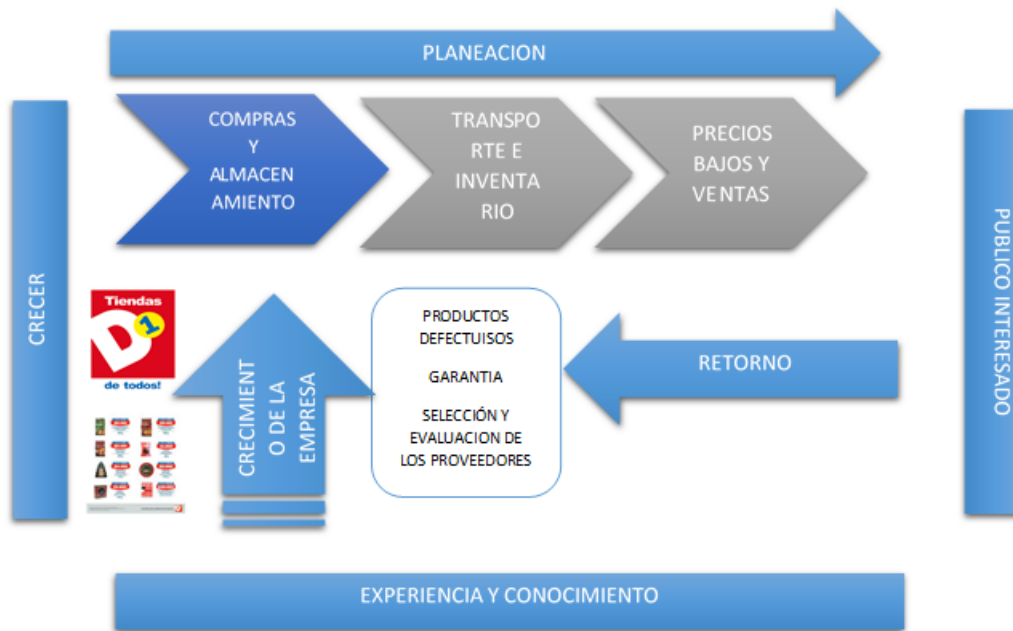 PLANEACION
COMPRAS
Y
ALMACEN
AMIENTO
TRANSPO
RTE E
INVENTA
RIO
PRECIOS
BAJOS Y
VENTAS
CRECER
PUBLICO INTERESADO
Tiendas
D1
de todos!
CRECIMIENT
O DE LA
EMPRESA
PRODUCTOS
DEFECTUISOS
GARANTIA
SELECCIÓN Y
EVALUACION DE
LOS PROVEEDORES
RETORNO
EXPERIENCIA Y CONOCIMIENTO